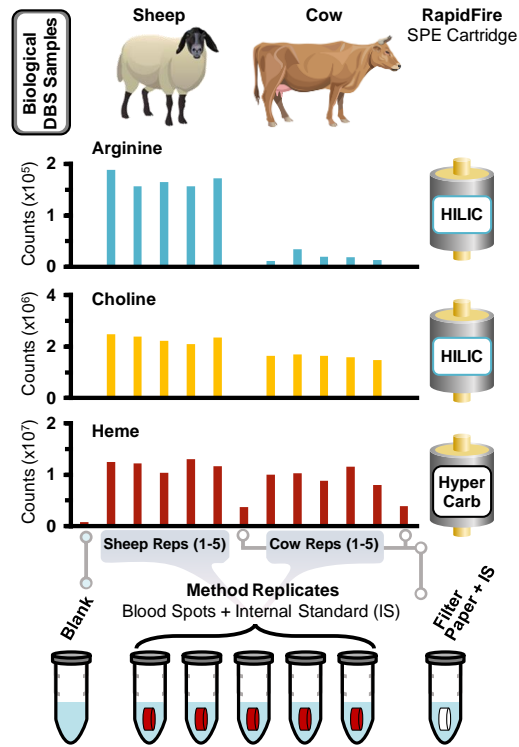 Biological
DBS Samples
Sheep
Cow
RapidFire
SPE Cartridge
Arginine
Counts (x10⁵)
2
1
0
HILIC
Choline
Counts (x10⁶)
4
2
0
HILIC
Heme
Counts (x10⁷)
2
1
0
Hyper
Carb
Sheep Reps (1-5)
Cow Reps (1-5)
Method Replicates
Blood Spots + Internal Standard (IS)
Blank
Filter
Paper + IS